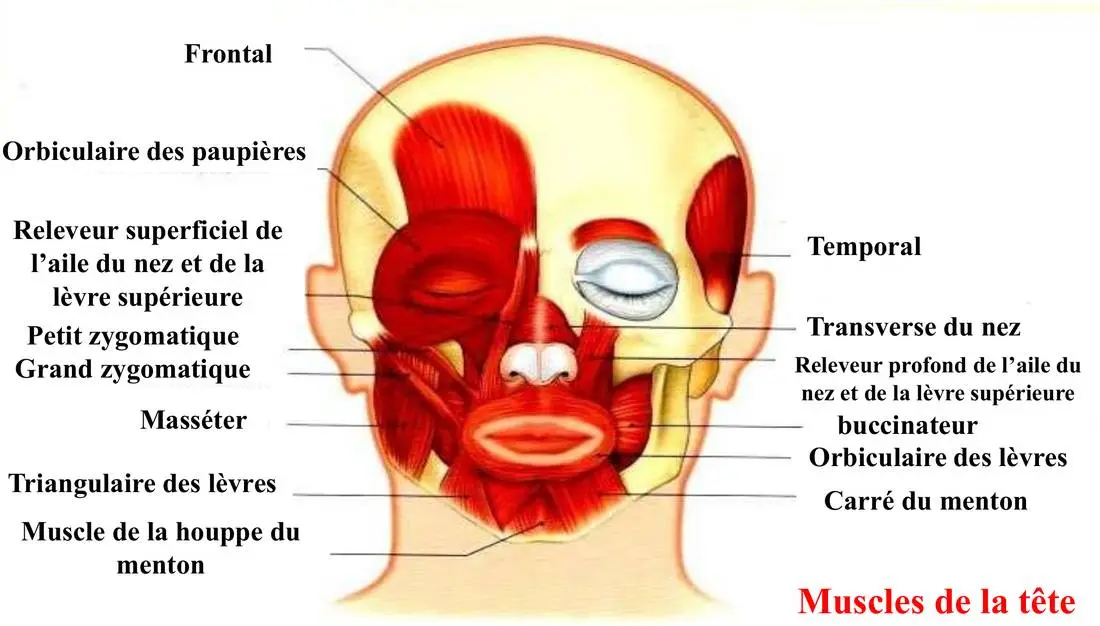 Frontal
Orbiculaire des paupières
Releveur superficiel de
l’aile du nez et de la
lèvre supérieure
Petit zygomatique
Grand zygomatique
Masséter
Triangulaire des lèvres
Muscle de la houppe du
menton
Temporal
Transverse du nez
Releveur profond de l’aile du
nez et de la lèvre supérieure
buccinateur
Orbiculaire des lèvres
Carré du menton
Muscles de la tête